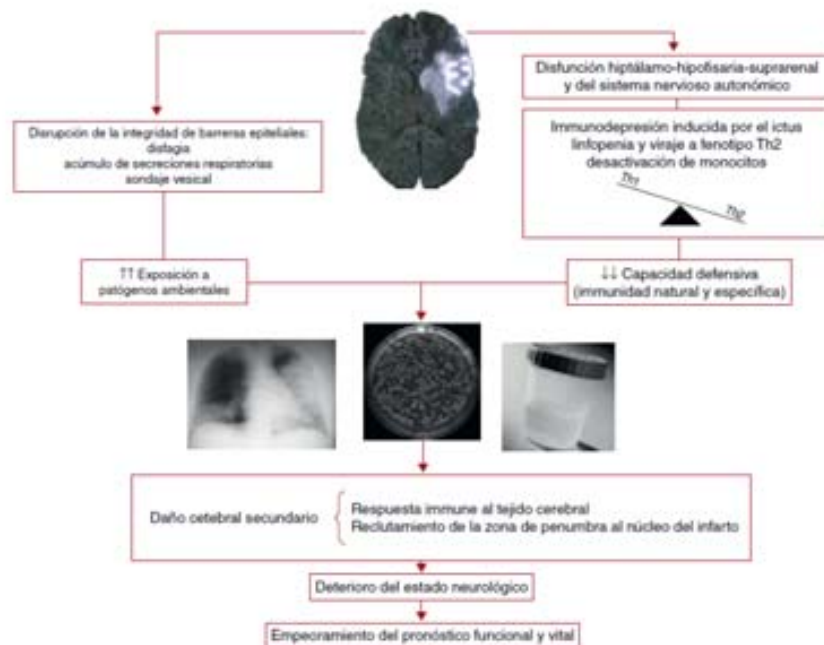 Disfunción hiptálamo-hipofisaria-suprarenal
y del sistema nervioso autonómico
Disrupción de la integridad de barreras epiteliales:
disfagia
acúmulo de secreciones respiratorias
sondaje vesical
Immunodepresión inducida por el ictus
linfopenia y viraje a fenotipo Th2
desactivación de monocitos
Th1
Th2
↑↑ Exposición a
patógenos ambientales
↓↓ Capacidad defensiva
(immunidad natural y específica)
Daño cetebral secundario
Respuesta immune al tejido cerebral
Reclutamiento de la zona de penumbra al núcleo del infarto
Deterioro del estado neurológico
Empeoramiento del pronóstico funcional y vital